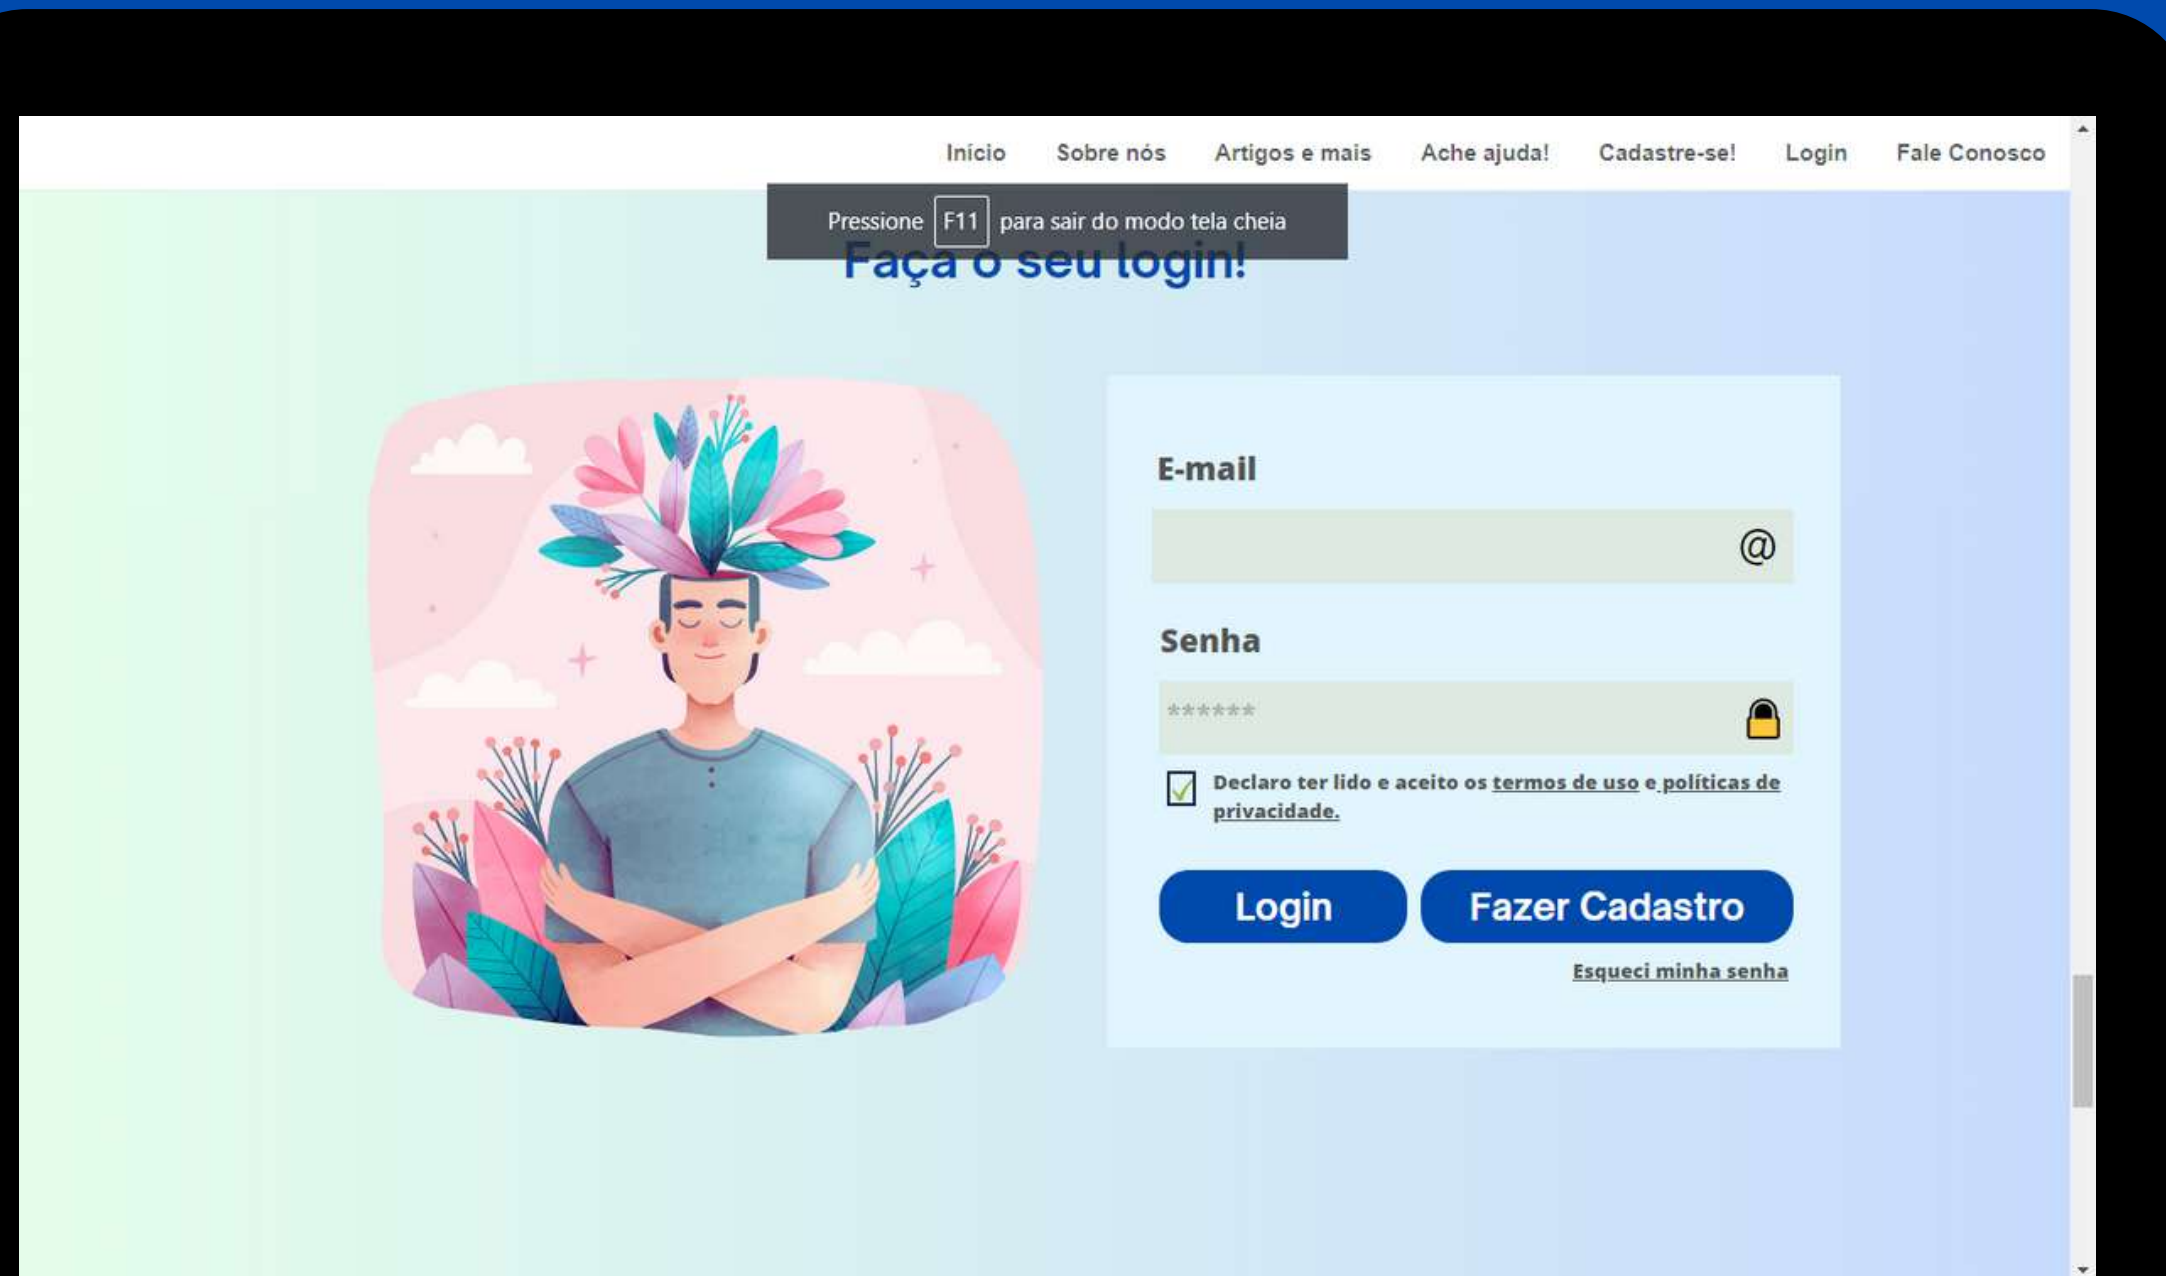 Início Sobre nós Artigos e mais Ache ajuda! Cadastre-se! Login Fale Conosco
Pressione F11 para sair do modo tela cheia
Faça o seu login!
E-mail
@
Senha
******
Declaro ter lido e aceito os termos de uso e políticas de
privacidade.
Login Fazer Cadastro
Esqueci minha senha